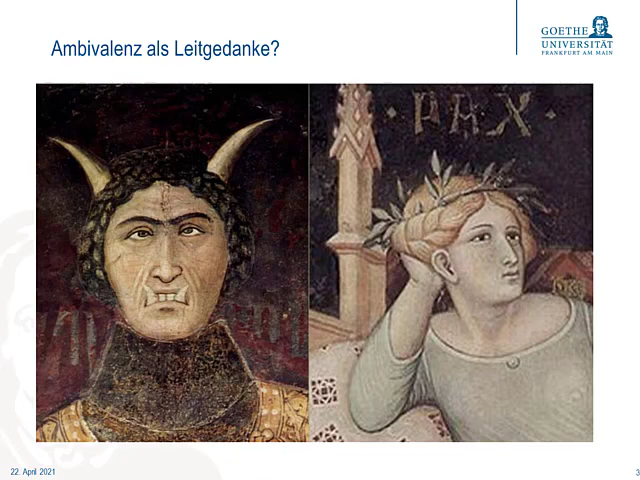 Ambivalenz als Leitgedanke?
GOETHE
UNIVERSITÄT
FRANKFURT AM MAIN
·PAX·
22. April 2021
3